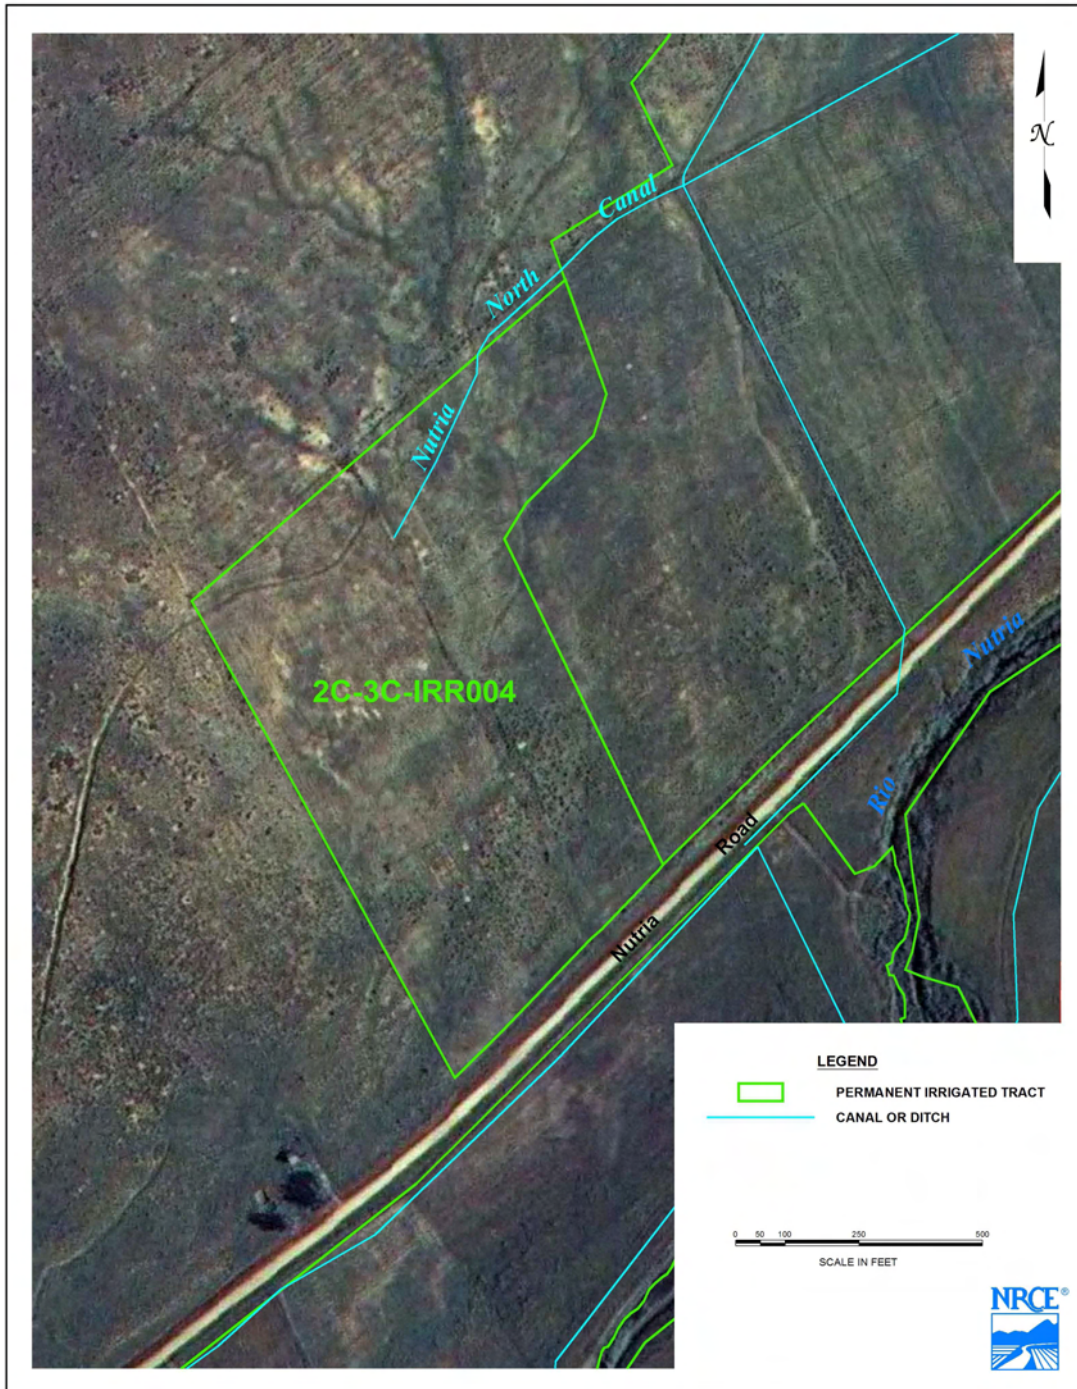 N
Canal
North
Nutria
Nutria
2C-3C-IRR004
Rio
Road
Nutria
LEGEND
PERMANENT IRRIGATED TRACT
CANAL OR DITCH
0 50 100 250 500
SCALE IN FEET
NRCE®